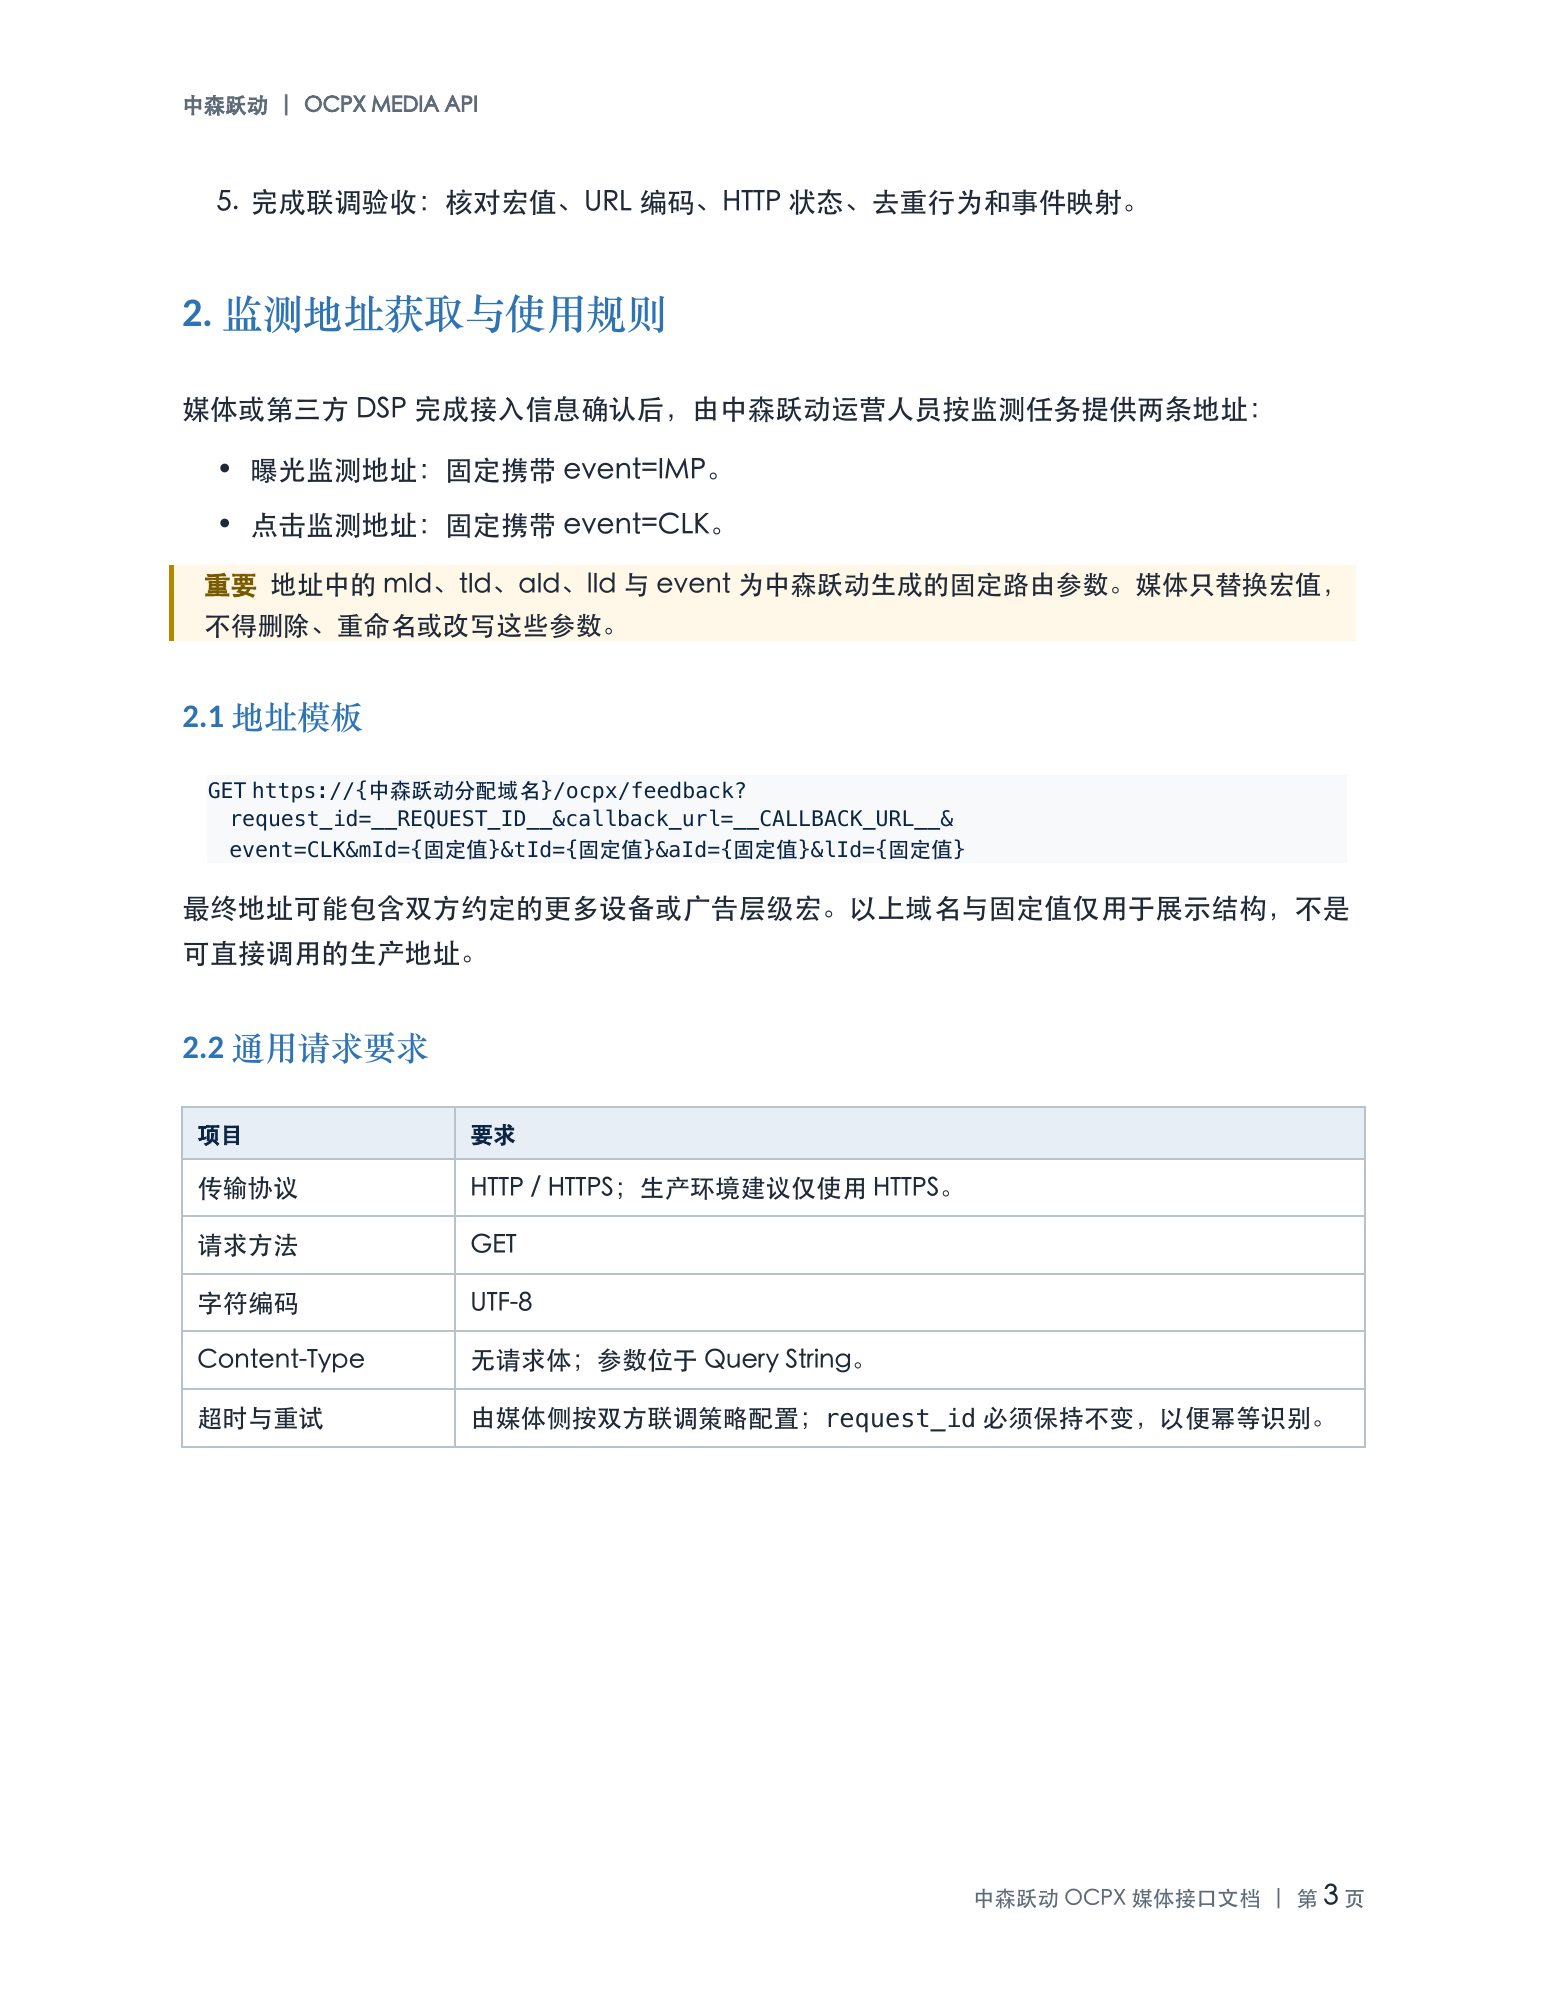 中森跃动 | OCPX MEDIA API
5. 完成联调验收：核对宏值、URL 编码、HTTP 状态、去重行为和事件映射。
2. 监测地址获取与使用规则
媒体或第三方 DSP 完成接入信息确认后，由中森跃动运营人员按监测任务提供两条地址：
• 曝光监测地址：固定携带 event=IMP。
• 点击监测地址：固定携带 event=CLK。
重要 地址中的 mId、tId、aId、lId 与 event 为中森跃动生成的固定路由参数。媒体只替换宏值，
不得删除、重命名或改写这些参数。
2.1 地址模板
GET https://{中森跃动分配域名}/ocpx/feedback?
request_id=__REQUEST_ID__&callback_url=__CALLBACK_URL__&
event=CLK&mId={固定值}&tId={固定值}&aId={固定值}&lId={固定值}
最终地址可能包含双方约定的更多设备或广告层级宏。以上域名与固定值仅用于展示结构，不是
可直接调用的生产地址。
2.2 通用请求要求
项目 要求
传输协议 HTTP / HTTPS；生产环境建议仅使用 HTTPS。
请求方法 GET
字符编码 UTF-8
Content-Type 无请求体；参数位于 Query String。
超时与重试 由媒体侧按双方联调策略配置；request_id 必须保持不变，以便幂等识别。
中森跃动 OCPX 媒体接口文档 | 第 3 页